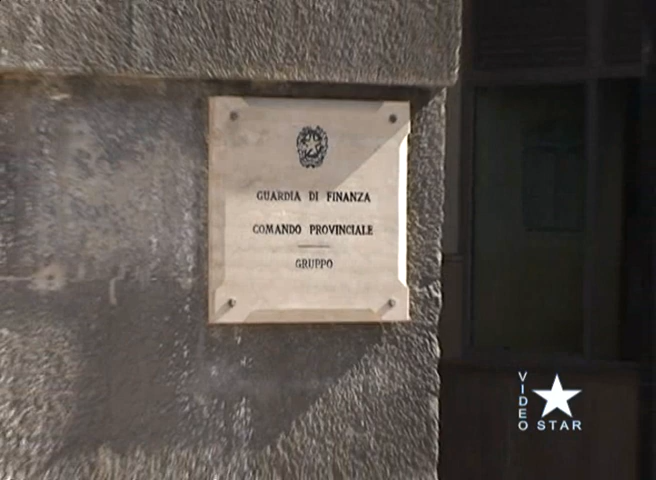 GUARDIA DI FINANZA
COMANDO PROVINCIALE
GRUPPO
VIDEO STAR